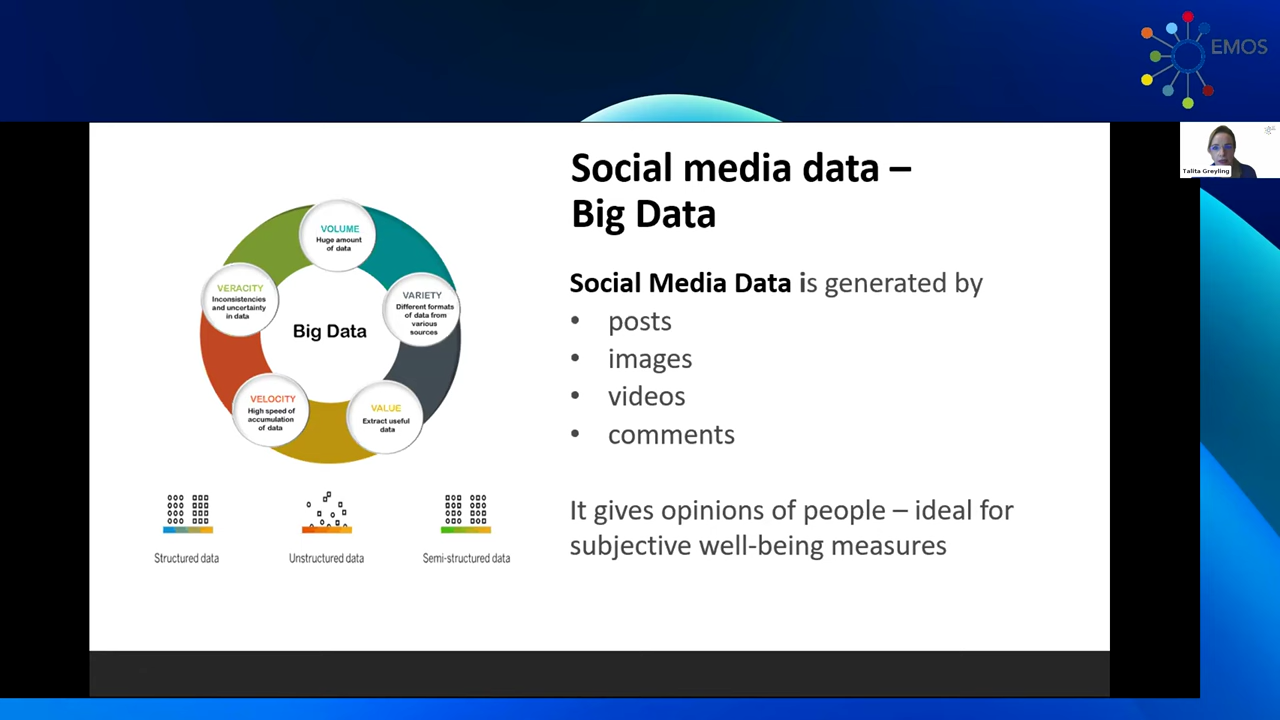 EMOS
Talita Greyling
Social media data –
Big Data
VOLUME
Huge amount
of data
VERACITY
Inconsistencies
and uncertainty
in data
VARIETY
Different formats
of data from
various
sources
Big Data
VELOCITY
High speed of
accumulation
of data
VALUE
Extract useful
data
Structured data
Unstructured data
Semi-structured data
Social Media Data is generated by
• posts
• images
• videos
• comments
It gives opinions of people – ideal for
subjective well-being measures